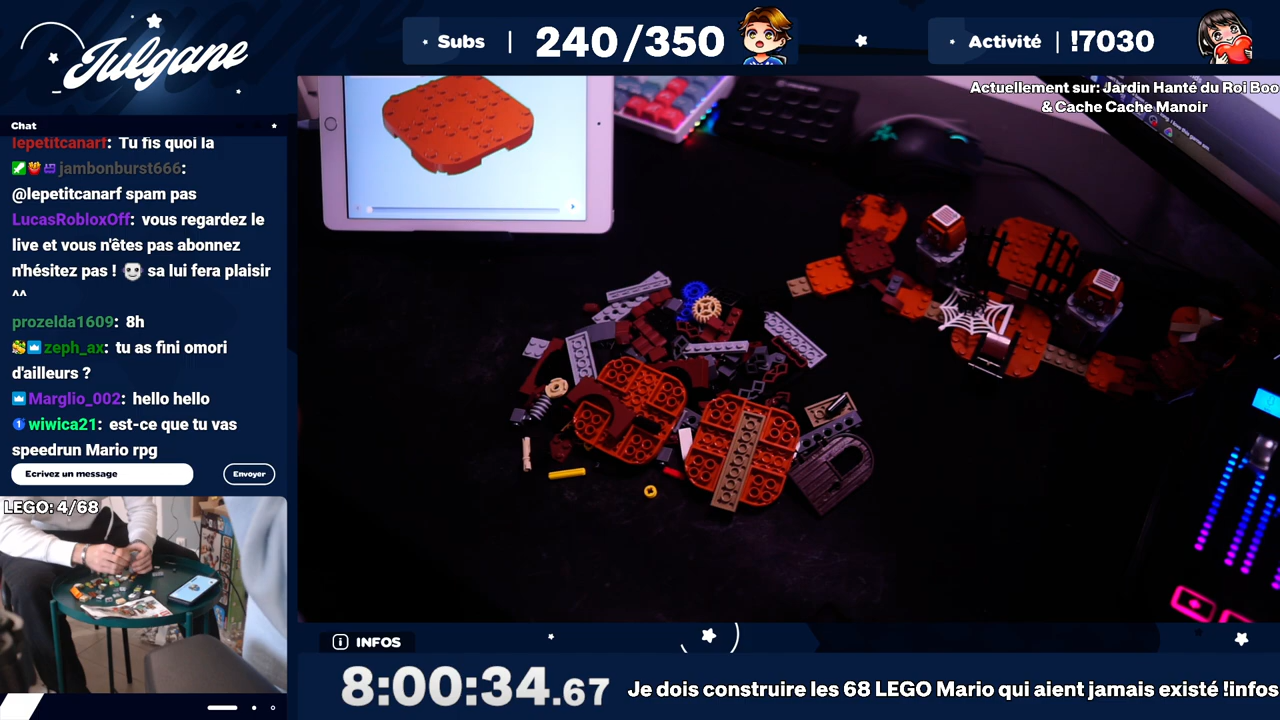 Julgane
Subs | 240/350
Activité | !7030
Chat
lepetitcanarf: Tu fis quoi la
jambonburst666:
@lepetitcanarf spam pas
LucasRobloxOff: vous regardez le
live et vous n'êtes pas abonnez
n'hésitez pas ! sa lui fera plaisir
^^
prozelda1609: 8h
zeph_ax: tu as fini omori
d'ailleurs ?
Marglio_002: hello hello
1 wiwica21: est-ce que tu vas
speedrun Mario rpg
Ecrivez un message
Envoyer
LEGO: 4/68
Actuellement sur: Jardin Hanté du Roi Boo
& Cache Cache Manoir
INFOS
8:00:34.67
Je dois construire les 68 LEGO Mario qui aient jamais existé !infos